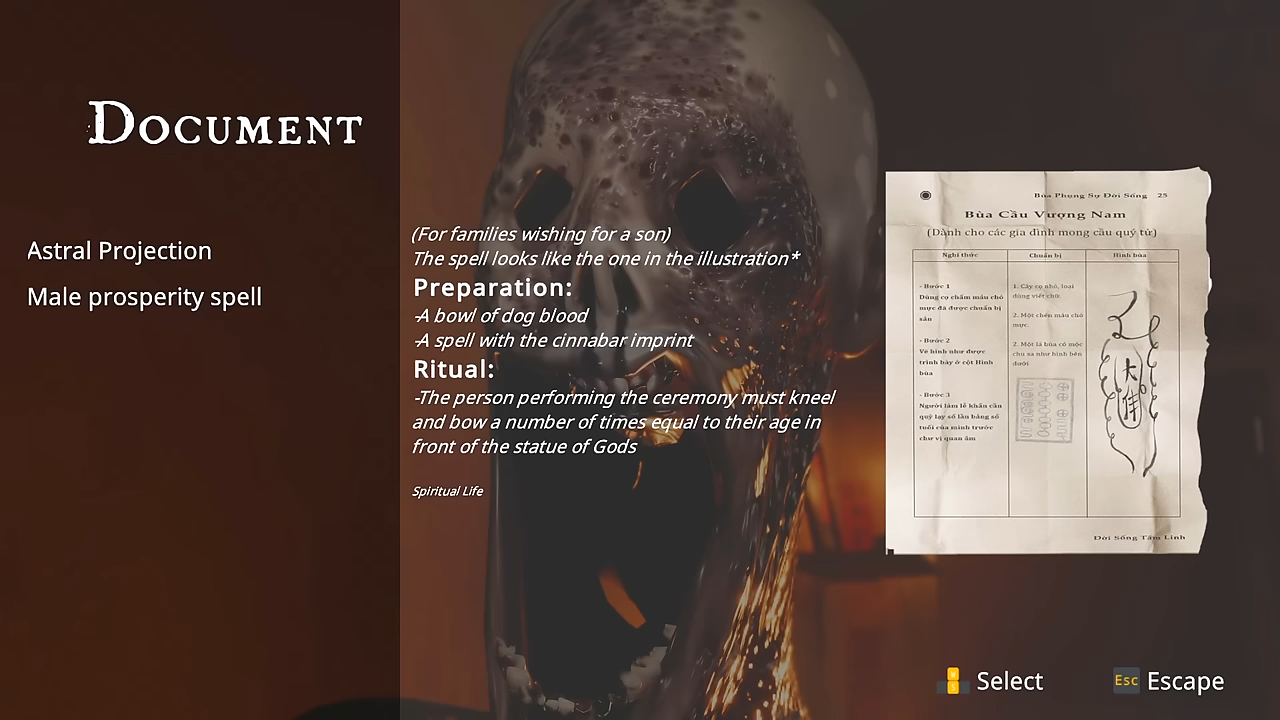 DOCUMENT
Astral Projection
Male prosperity spell
(For families wishing for a son)
The spell looks like the one in the illustration*
Preparation:
-A bowl of dog blood
-A spell with the cinnabar imprint
Ritual:
-The person performing the ceremony must kneel
and bow a number of times equal to their age in
front of the statue of Gods
Spiritual Life
Bùa Phụng Sự Đời Sống 25
Bùa Cầu Vượng Nam
(Dành cho các gia đình mong cầu quý tử)
Nghi thức
- Bước 1
Dùng cọ chấm máu chó
mực đã được chuẩn bị
sẵn
- Bước 2
Vẽ hình như được
trình bày ở cột Hình
bùa
- Bước 3
Người làm lễ khấn cần
quỳ lạy số lần bằng số
tuổi của mình trước
chư vị quan âm
Chuẩn bị
1. Cây cọ nhỏ, loại
dùng viết chữ.
2. Một chén máu chó
mực.
2. Một lá bùa có mộc
chu sa như hình bên
dưới
Hình bùa
大
Đời Sống Tâm Linh
W
S
Select
Esc
Escape